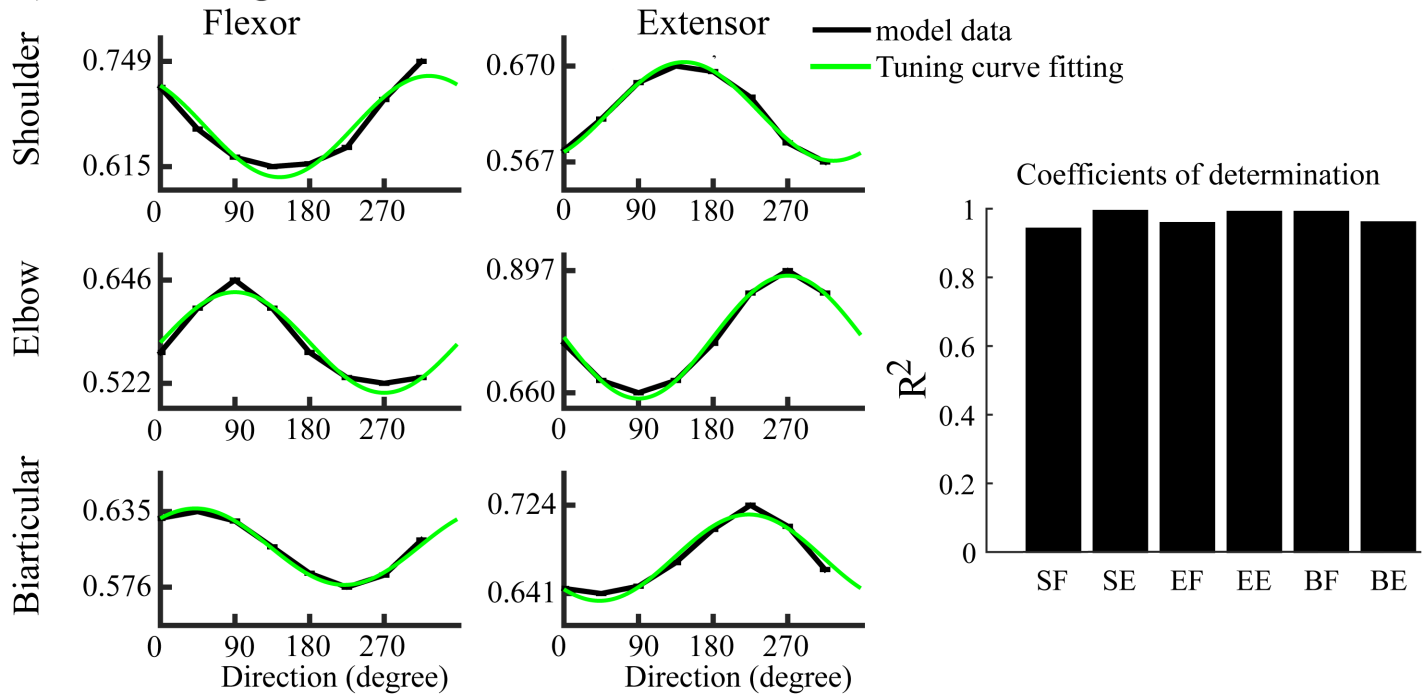 Flexor
Extensor
model data
Tuning curve fitting
Shoulder
0.749
0.615
0 90 180 270
0.670
0.567
0 90 180 270
Elbow
0.646
0.522
0 90 180 270
0.897
0.660
0 90 180 270
Biarticular
0.635
0.576
0 90 180 270
Direction (degree)
0.724
0.641
0 90 180 270
Direction (degree)
Coefficients of determination
R²
1
0.8
0.6
0.4
0.2
0
SF SE EF EE BF BE